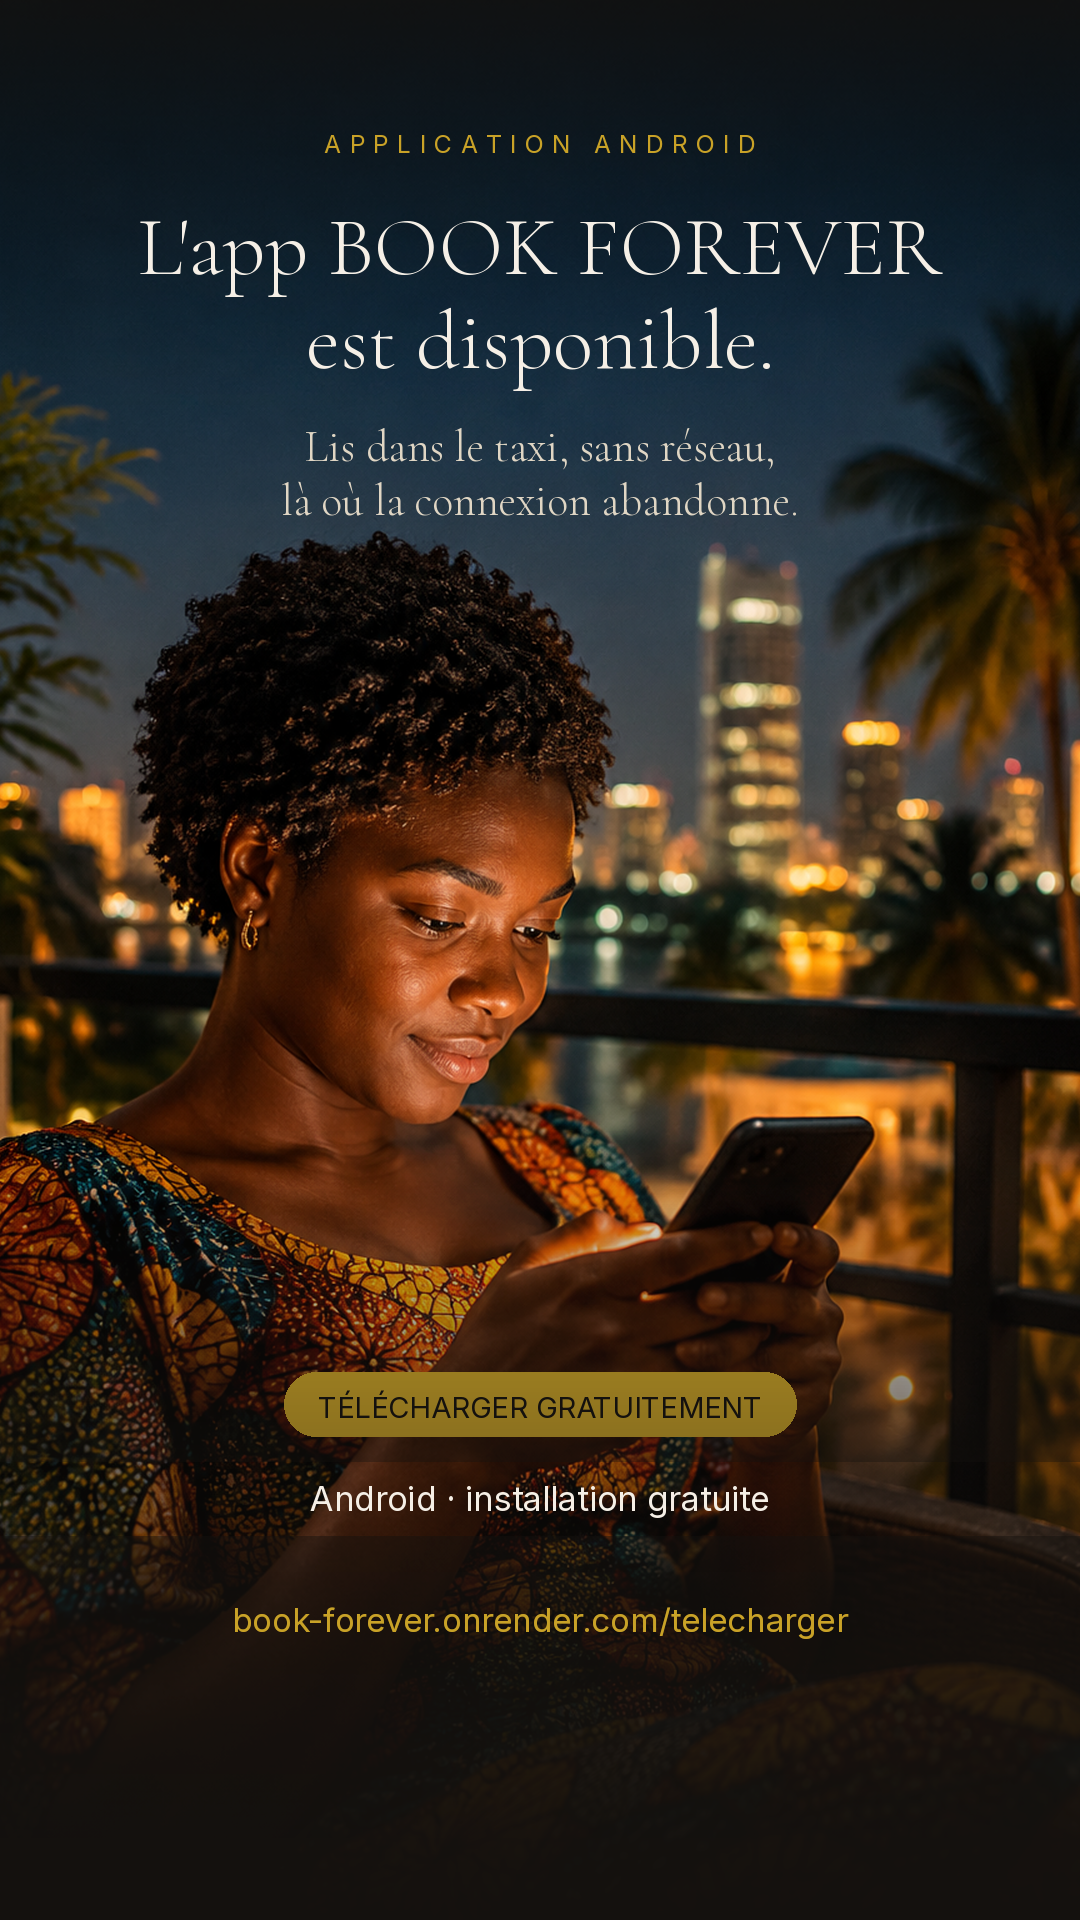 APPLICATION ANDROID
L'app BOOK FOREVER
est disponible.
Lis dans le taxi, sans réseau,
là où la connexion abandonne.
TÉLÉCHARGER GRATUITEMENT
Android · installation gratuite
book-forever.onrender.com/telecharger